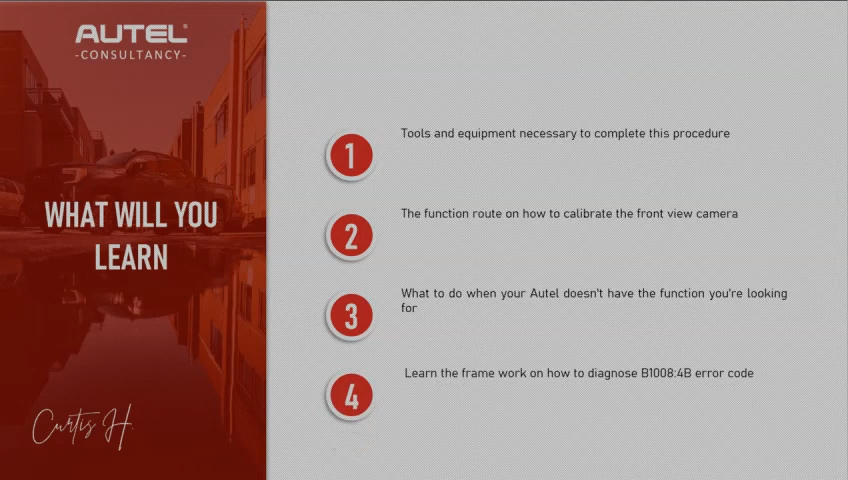 AUTEL®
-CONSULTANCY-
WHAT WILL YOU
LEARN
Curtis H.
1
Tools and equipment necessary to complete this procedure
2
The function route on how to calibrate the front view camera
3
What to do when your Autel doesn't have the function you're looking
for
4
Learn the frame work on how to diagnose B1008:4B error code